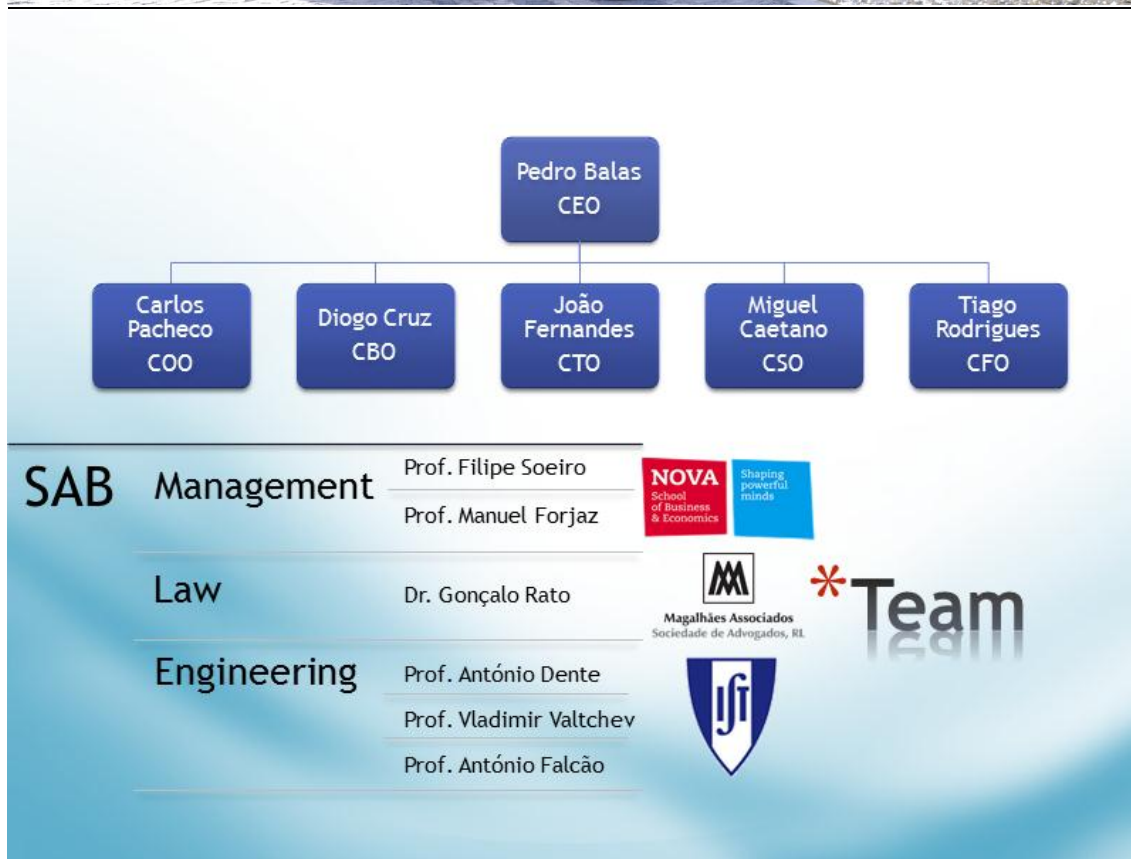 Pedro Balas
CEO
Carlos
Pacheco
COO
Diogo Cruz
CBO
João
Fernandes
CTO
Miguel
Caetano
CSO
Tiago
Rodrigues
CFO
SAB
Management
Prof. Filipe Soeiro
Prof. Manuel Forjaz
NOVA
School
of Business
& Economics
Shaping
powerful
minds
Law
Dr. Gonçalo Rato
Magalhães Associados
Sociedade de Advogados, RL
*Team
Engineering
Prof. António Dente
Prof. Vladimir Valtchev
Prof. António Falcão
IST